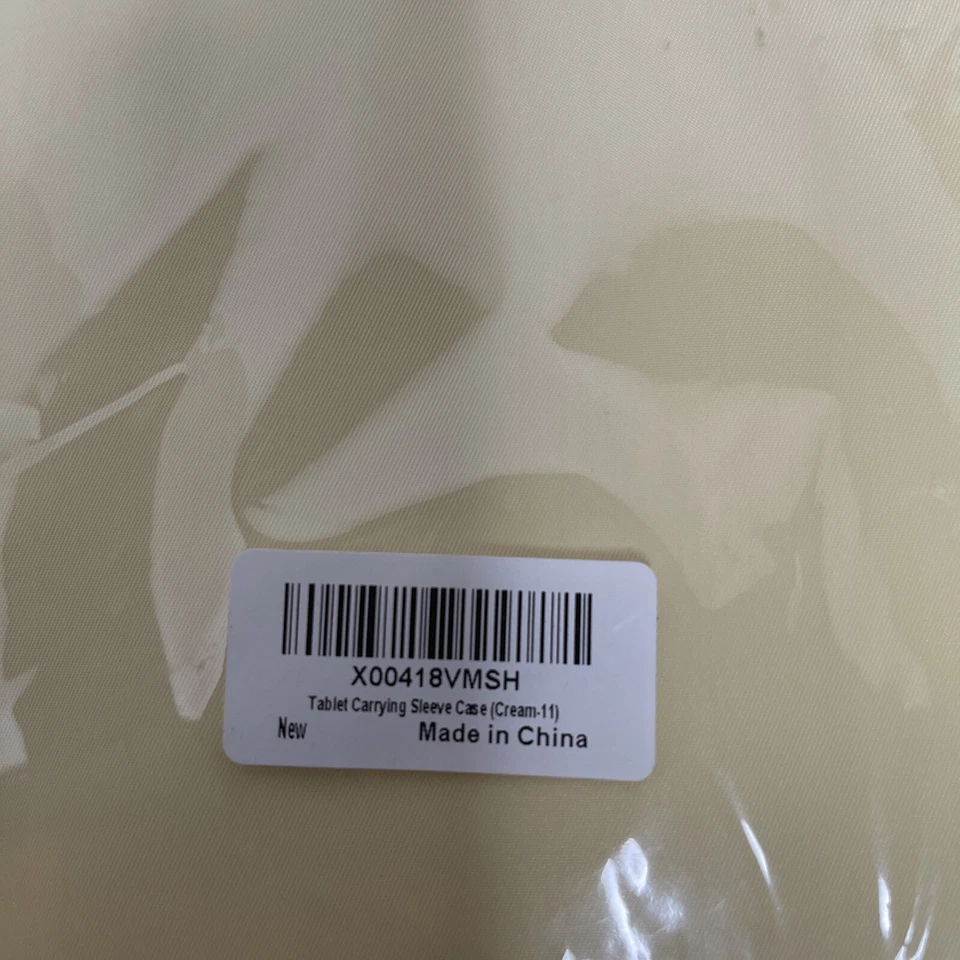 X00418VMSH
Tablet Carrying Sleeve Case (Cream-11)
New Made in China